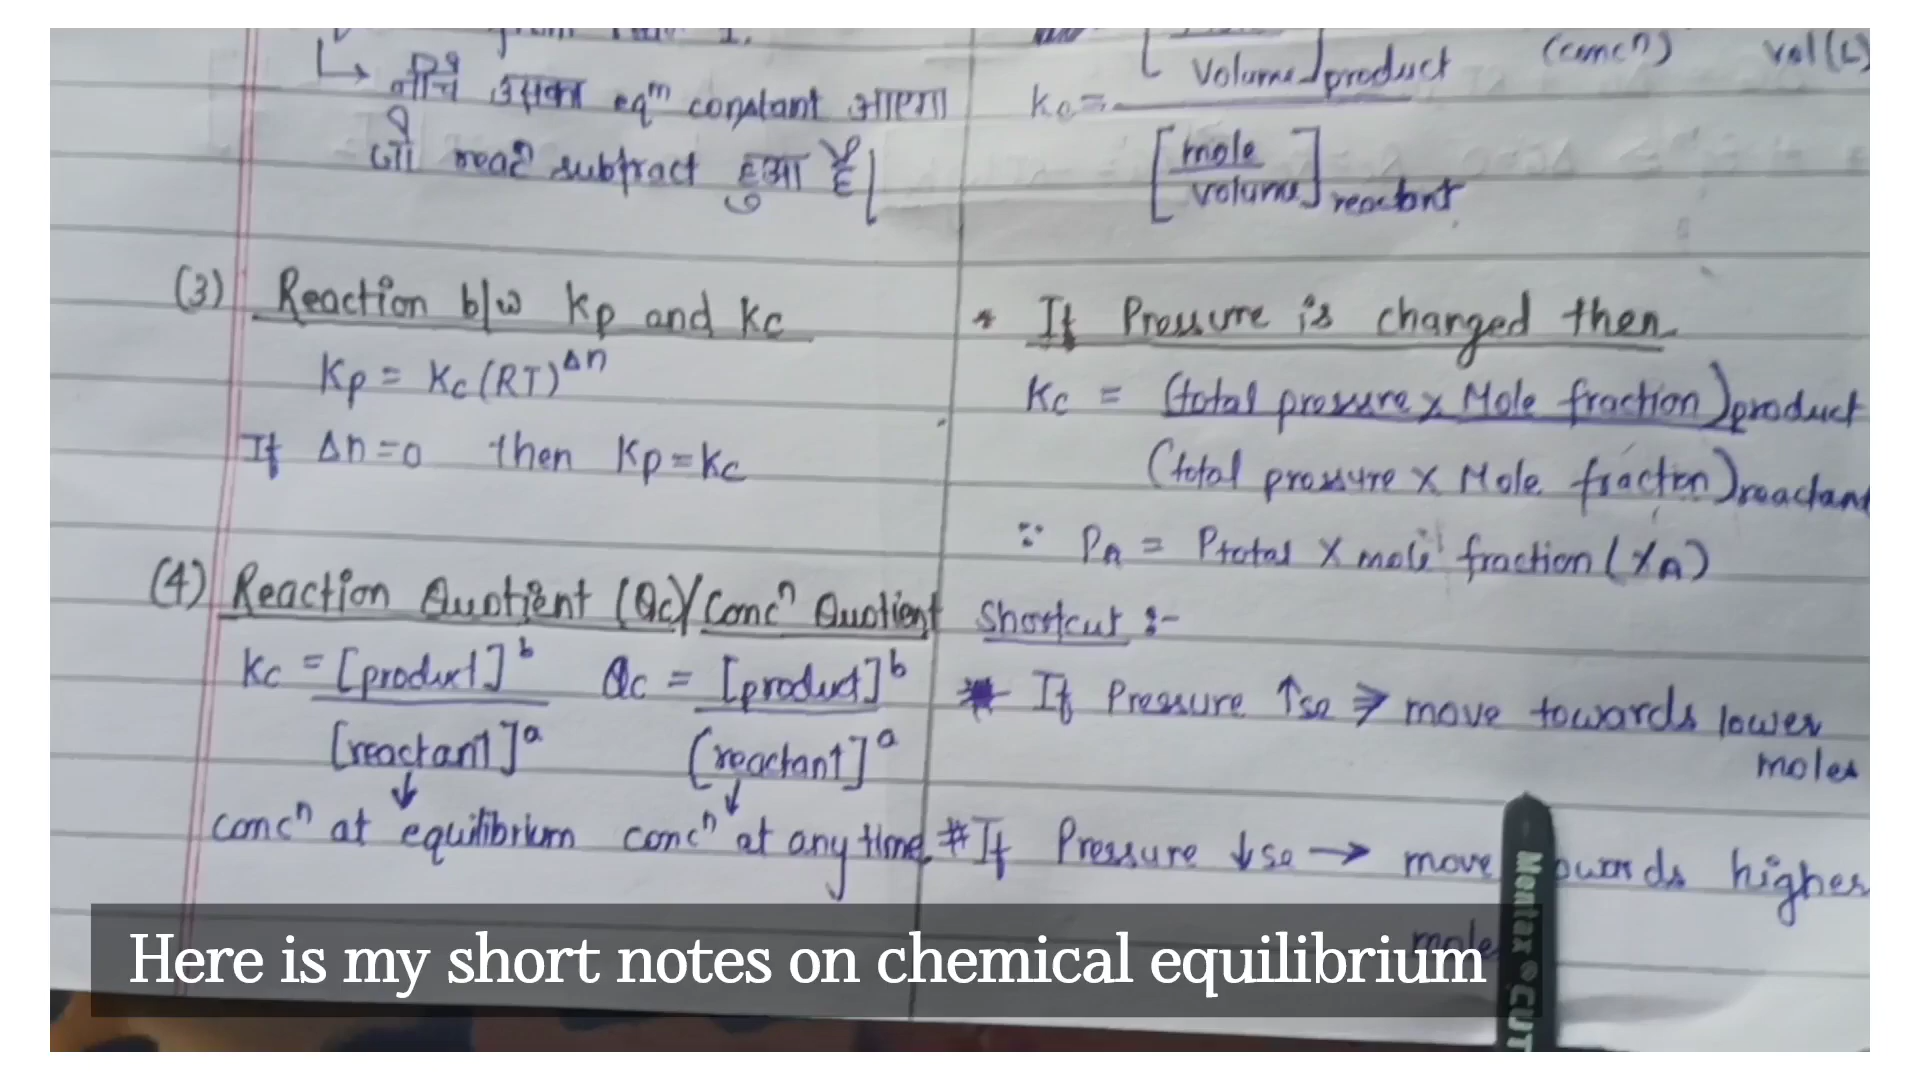 नीचे उसका eqᵐ constant आएगा
जो reacⁿ subtract हुआ है|
(3) Reaction b/w Kp and Kc
Kp = Kc (RT)^Δn
If Δn=0 then Kp=Kc
(4) Reaction Quotient (Qc)/Concⁿ Quotient
Kc = [product]ᵇ Qc = [product]ᵇ
[reactant]ᵃ [reactant]ᵃ
↓ ↓
concⁿ at equilibrium concⁿ at any time
(concⁿ) vol(L)
Volume]product
Kc =
[mole
volume]reactant
* If Pressure is changed then
Kc = (total pressure x Mole fraction)product
(total pressure x Mole fraction)reactant
∵ PA = Ptotal X mole fraction (XA)
Shortcut :-
* If Pressure ↑se ⇒ move towards lower
moles
# If Pressure ↓se → move towards higher
mole
Here is my short notes on chemical equilibrium
Montex® CUT